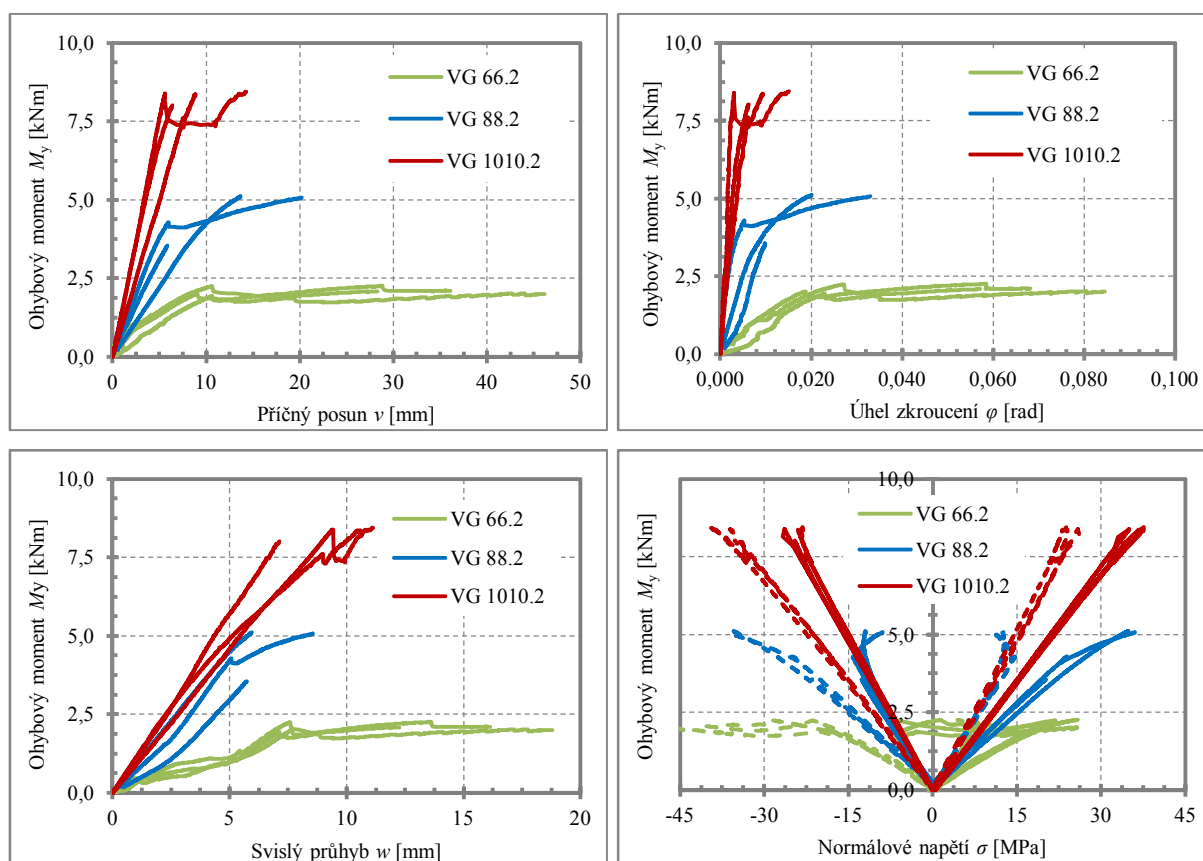 10,0
7,5
5,0
2,5
0,0
Ohybový moment My [kNm]
VG 66.2
VG 88.2
VG 1010.2
0 10 20 30 40 50
Příčný posun v [mm]
10,0
7,5
5,0
2,5
0,0
Ohybový moment My [kNm]
VG 66.2
VG 88.2
VG 1010.2
0,000 0,020 0,040 0,060 0,080 0,100
Úhel zkroucení φ [rad]
10,0
7,5
5,0
2,5
0,0
Ohybový moment My [kNm]
VG 66.2
VG 88.2
VG 1010.2
0 5 10 15 20
Svislý průhyb w [mm]
10,0
7,5
5,0
2,5
0,0
Ohybový moment My [kNm]
VG 66.2
VG 88.2
VG 1010.2
-45 -30 -15 0 15 30 45
Normálové napětí σ [MPa]